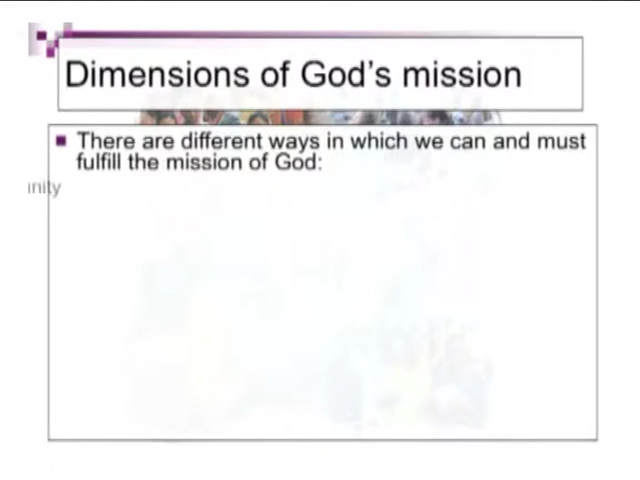 Dimensions of God's mission
There are different ways in which we can and must
fulfill the mission of God:
inity